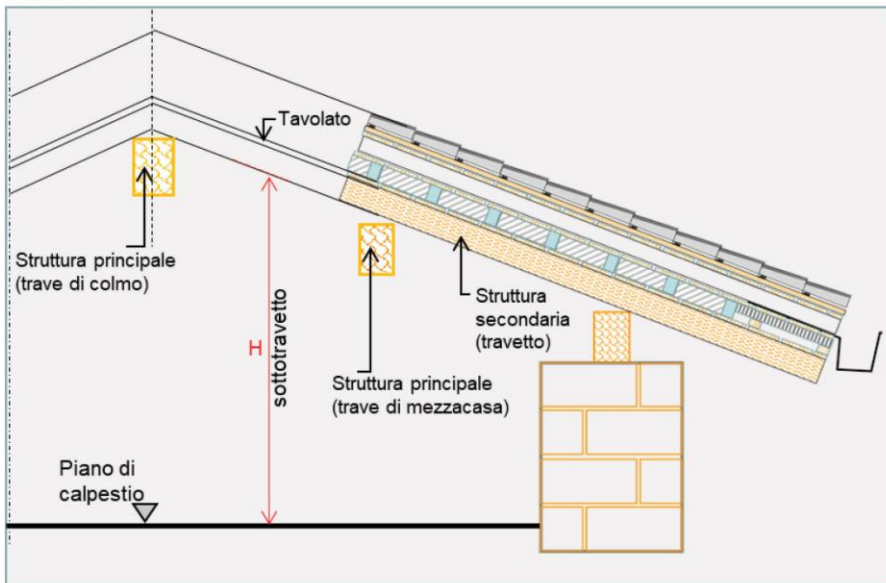 Tavolato
Struttura principale
(trave di colmo)
Struttura
secondaria
(travetto)
H
sottotravetto
Struttura principale
(trave di mezzacasa)
Piano di
calpestio